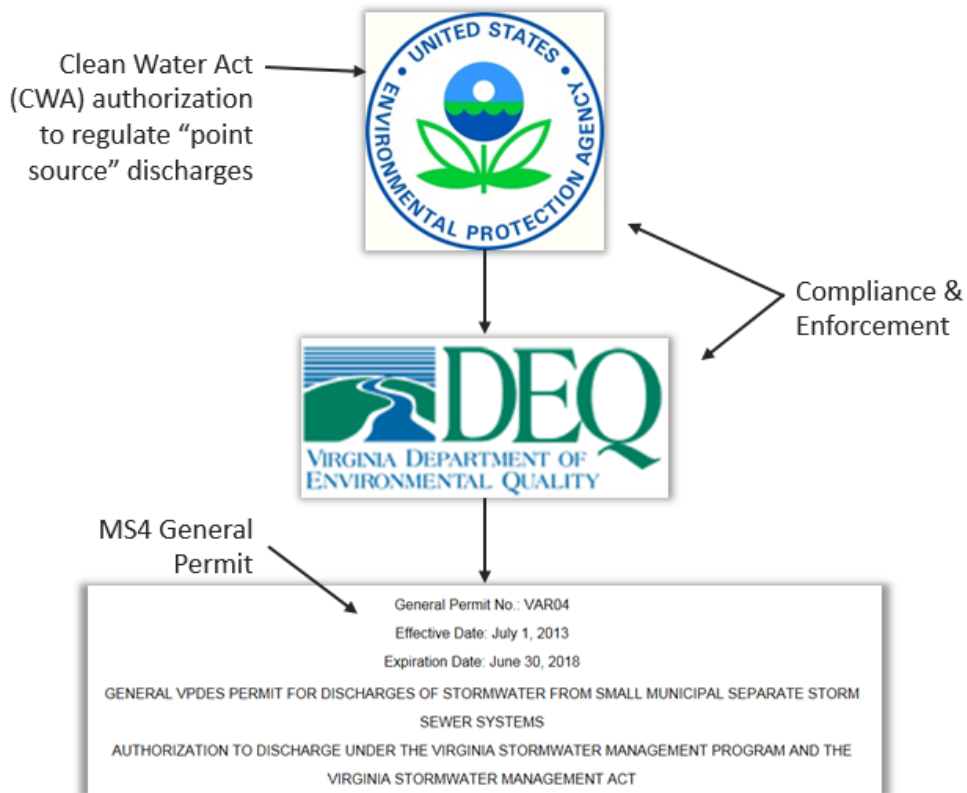 Clean Water Act
(CWA) authorization
to regulate “point
source” discharges
UNITED STATES
ENVIRONMENTAL PROTECTION AGENCY
Compliance &
Enforcement
DEQ
VIRGINIA DEPARTMENT OF
ENVIRONMENTAL QUALITY
MS4 General
Permit
General Permit No.: VAR04
Effective Date: July 1, 2013
Expiration Date: June 30, 2018
GENERAL VPDES PERMIT FOR DISCHARGES OF STORMWATER FROM SMALL MUNICIPAL SEPARATE STORM
SEWER SYSTEMS
AUTHORIZATION TO DISCHARGE UNDER THE VIRGINIA STORMWATER MANAGEMENT PROGRAM AND THE
VIRGINIA STORMWATER MANAGEMENT ACT